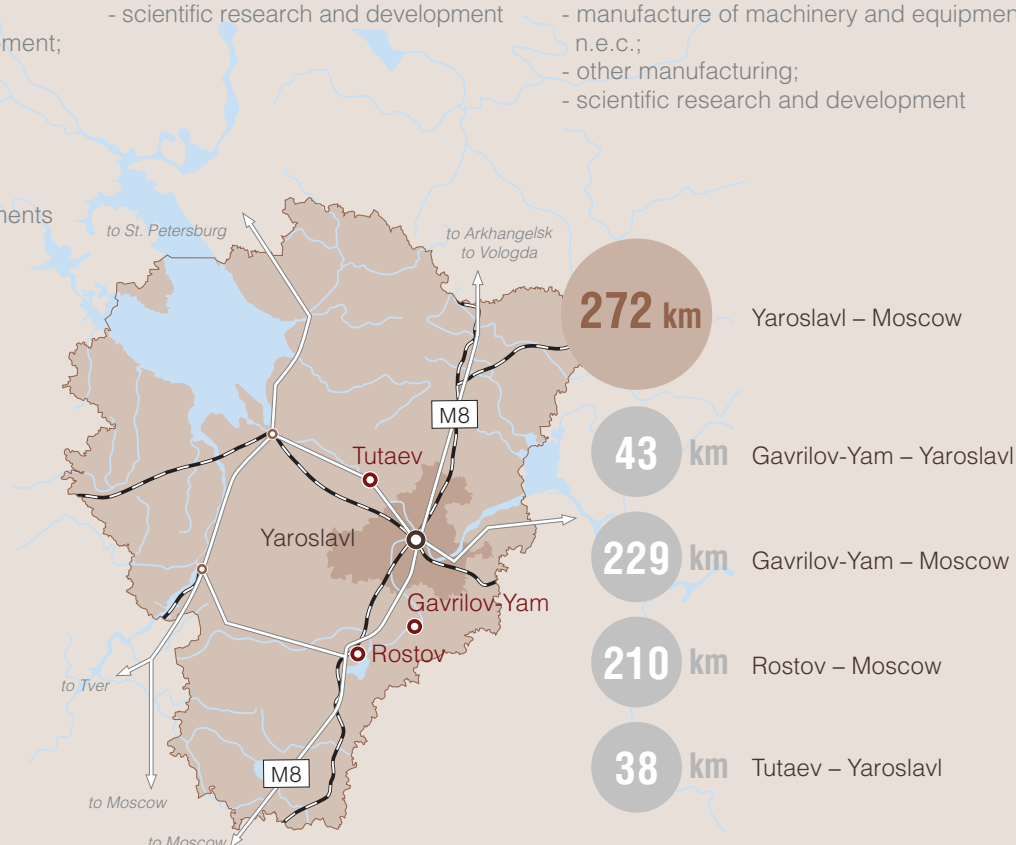 - scientific research and development
ment;
ments
- manufacture of machinery and equipmen
n.e.c.;
- other manufacturing;
- scientific research and development
to St. Petersburg
to Arkhangelsk
to Vologda
M8
Tutaev
Yaroslavl
Gavrilov-Yam
Rostov
to Tver
M8
to Moscow
to Moscow
272 km Yaroslavl – Moscow
43 km Gavrilov-Yam – Yaroslavl
229 km Gavrilov-Yam – Moscow
210 km Rostov – Moscow
38 km Tutaev – Yaroslavl